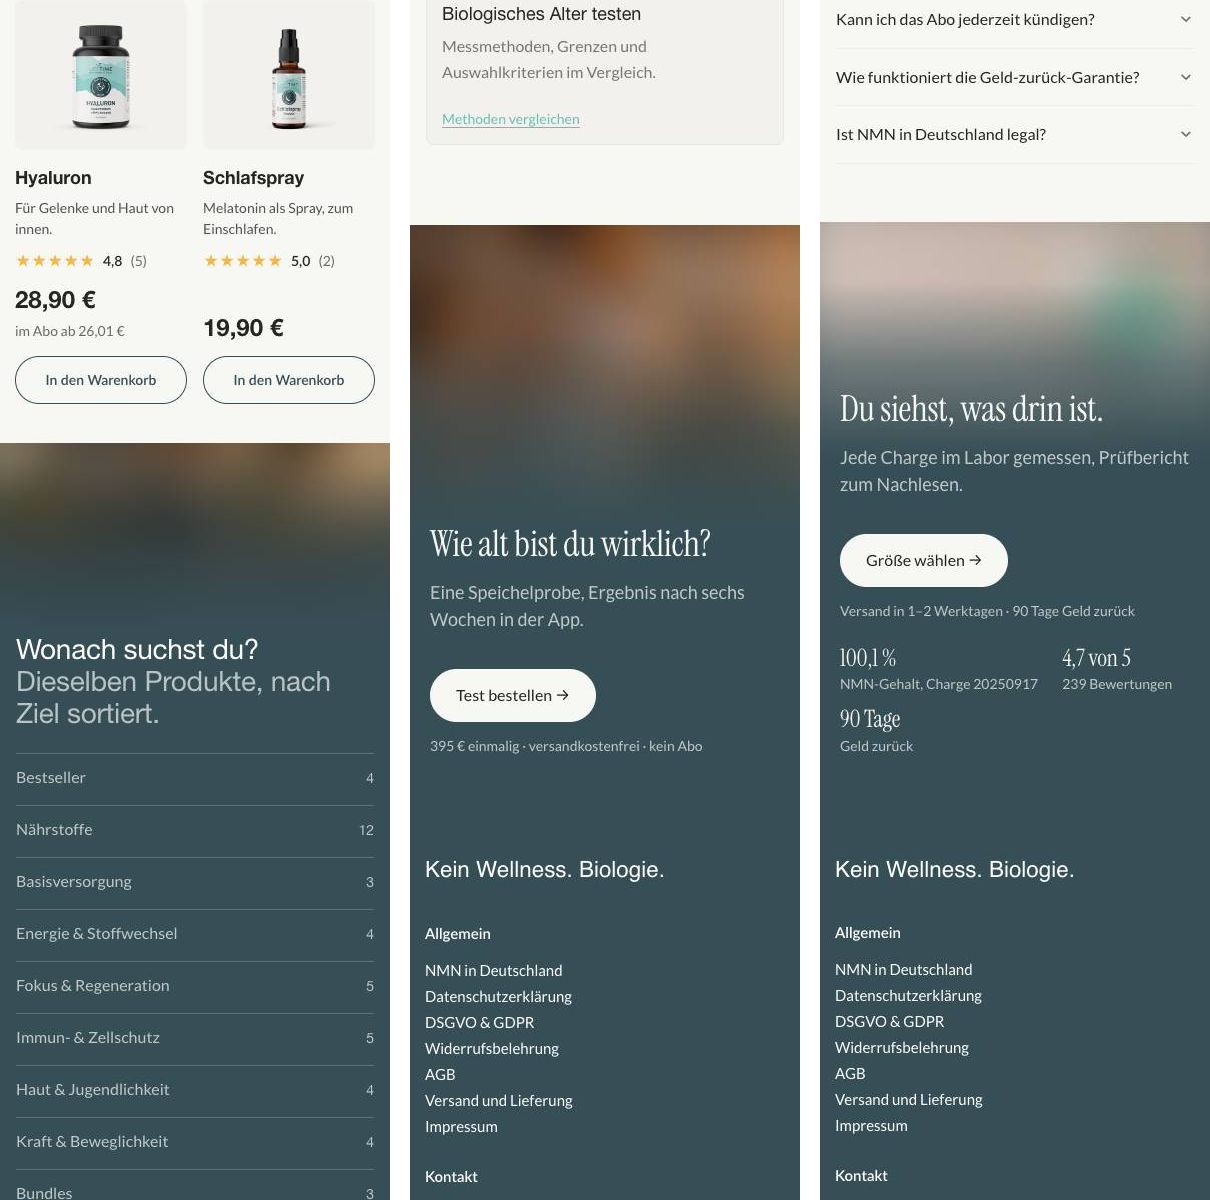 HYALURON
Hyaluron
Für Gelenke und Haut von
innen.
4,8 (5)
28,90 €
im Abo ab 26,01 €
In den Warenkorb
Schlafspray
Melatonin als Spray, zum
Einschlafen.
5,0 (2)
19,90 €
In den Warenkorb
Wonach suchst du?
Dieselben Produkte, nach
Ziel sortiert.
Bestseller 4
Nährstoffe 12
Basisversorgung 3
Energie & Stoffwechsel 4
Fokus & Regeneration 5
Immun- & Zellschutz 5
Haut & Jugendlichkeit 4
Kraft & Beweglichkeit 4
Bundles 3
Biologisches Alter testen
Messmethoden, Grenzen und
Auswahlkriterien im Vergleich.
Methoden vergleichen
Wie alt bist du wirklich?
Eine Speichelprobe, Ergebnis nach sechs
Wochen in der App.
Test bestellen →
395 € einmalig · versandkostenfrei · kein Abo
Kein Wellness. Biologie.
Allgemein
NMN in Deutschland
Datenschutzerklärung
DSGVO & GDPR
Widerrufsbelehrung
AGB
Versand und Lieferung
Impressum
Kontakt
Kann ich das Abo jederzeit kündigen?
Wie funktioniert die Geld-zurück-Garantie?
Ist NMN in Deutschland legal?
Du siehst, was drin ist.
Jede Charge im Labor gemessen, Prüfbericht
zum Nachlesen.
Größe wählen →
Versand in 1–2 Werktagen · 90 Tage Geld zurück
100,1 %
NMN-Gehalt, Charge 20250917
4,7 von 5
239 Bewertungen
90 Tage
Geld zurück
Kein Wellness. Biologie.
Allgemein
NMN in Deutschland
Datenschutzerklärung
DSGVO & GDPR
Widerrufsbelehrung
AGB
Versand und Lieferung
Impressum
Kontakt